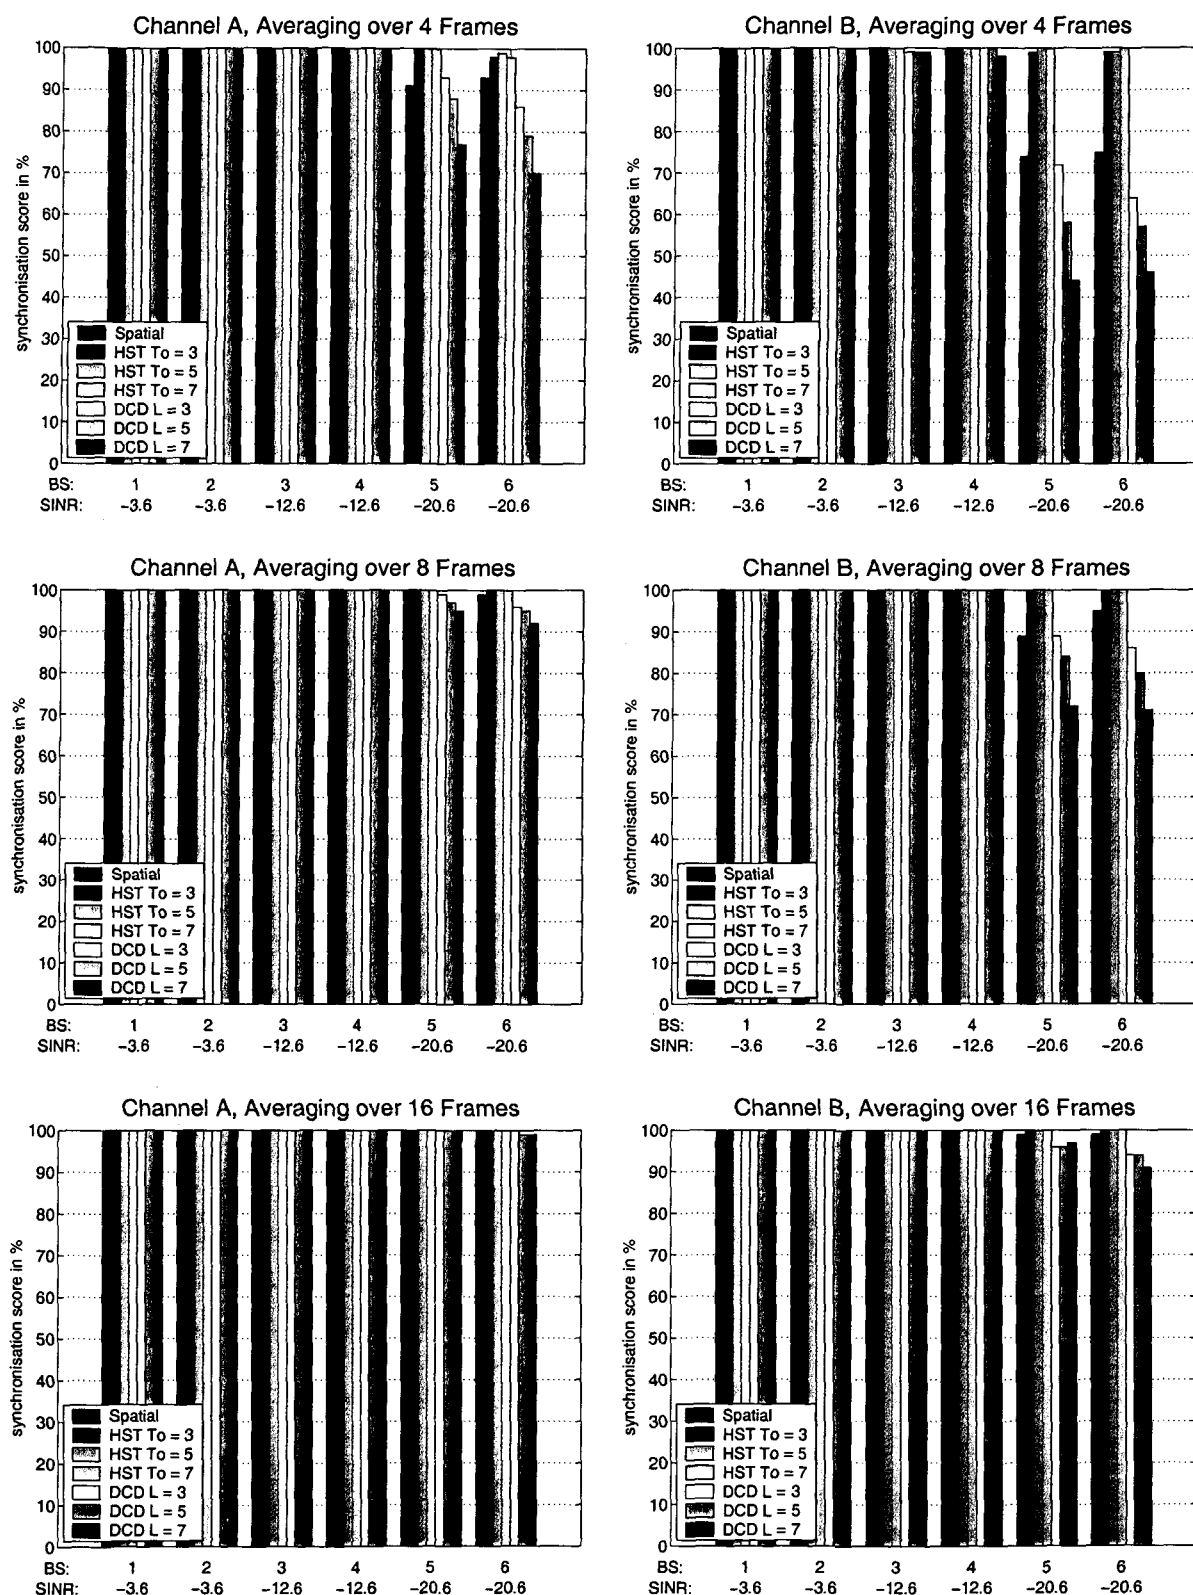 Channel A, Averaging over 4 Frames
synchronisation score in %
100
90
80
70
60
50
40
30
20
10
0
Spatial
HST To = 3
HST To = 5
HST To = 7
DCD L = 3
DCD L = 5
DCD L = 7
BS: 1 2 3 4 5 6
SINR: -3.6 -3.6 -12.6 -12.6 -20.6 -20.6
Channel B, Averaging over 4 Frames
synchronisation score in %
100
90
80
70
60
50
40
30
20
10
0
Spatial
HST To = 3
HST To = 5
HST To = 7
DCD L = 3
DCD L = 5
DCD L = 7
BS: 1 2 3 4 5 6
SINR: -3.6 -3.6 -12.6 -12.6 -20.6 -20.6
Channel A, Averaging over 8 Frames
synchronisation score in %
100
90
80
70
60
50
40
30
20
10
0
Spatial
HST To = 3
HST To = 5
HST To = 7
DCD L = 3
DCD L = 5
DCD L = 7
BS: 1 2 3 4 5 6
SINR: -3.6 -3.6 -12.6 -12.6 -20.6 -20.6
Channel B, Averaging over 8 Frames
synchronisation score in %
100
90
80
70
60
50
40
30
20
10
0
Spatial
HST To = 3
HST To = 5
HST To = 7
DCD L = 3
DCD L = 5
DCD L = 7
BS: 1 2 3 4 5 6
SINR: -3.6 -3.6 -12.6 -12.6 -20.6 -20.6
Channel A, Averaging over 16 Frames
synchronisation score in %
100
90
80
70
60
50
40
30
20
10
0
Spatial
HST To = 3
HST To = 5
HST To = 7
DCD L = 3
DCD L = 5
DCD L = 7
BS: 1 2 3 4 5 6
SINR: -3.6 -3.6 -12.6 -12.6 -20.6 -20.6
Channel B, Averaging over 16 Frames
synchronisation score in %
100
90
80
70
60
50
40
30
20
10
0
Spatial
HST To = 3
HST To = 5
HST To = 7
DCD L = 3
DCD L = 5
DCD L = 7
BS: 1 2 3 4 5 6
SINR: -3.6 -3.6 -12.6 -12.6 -20.6 -20.6